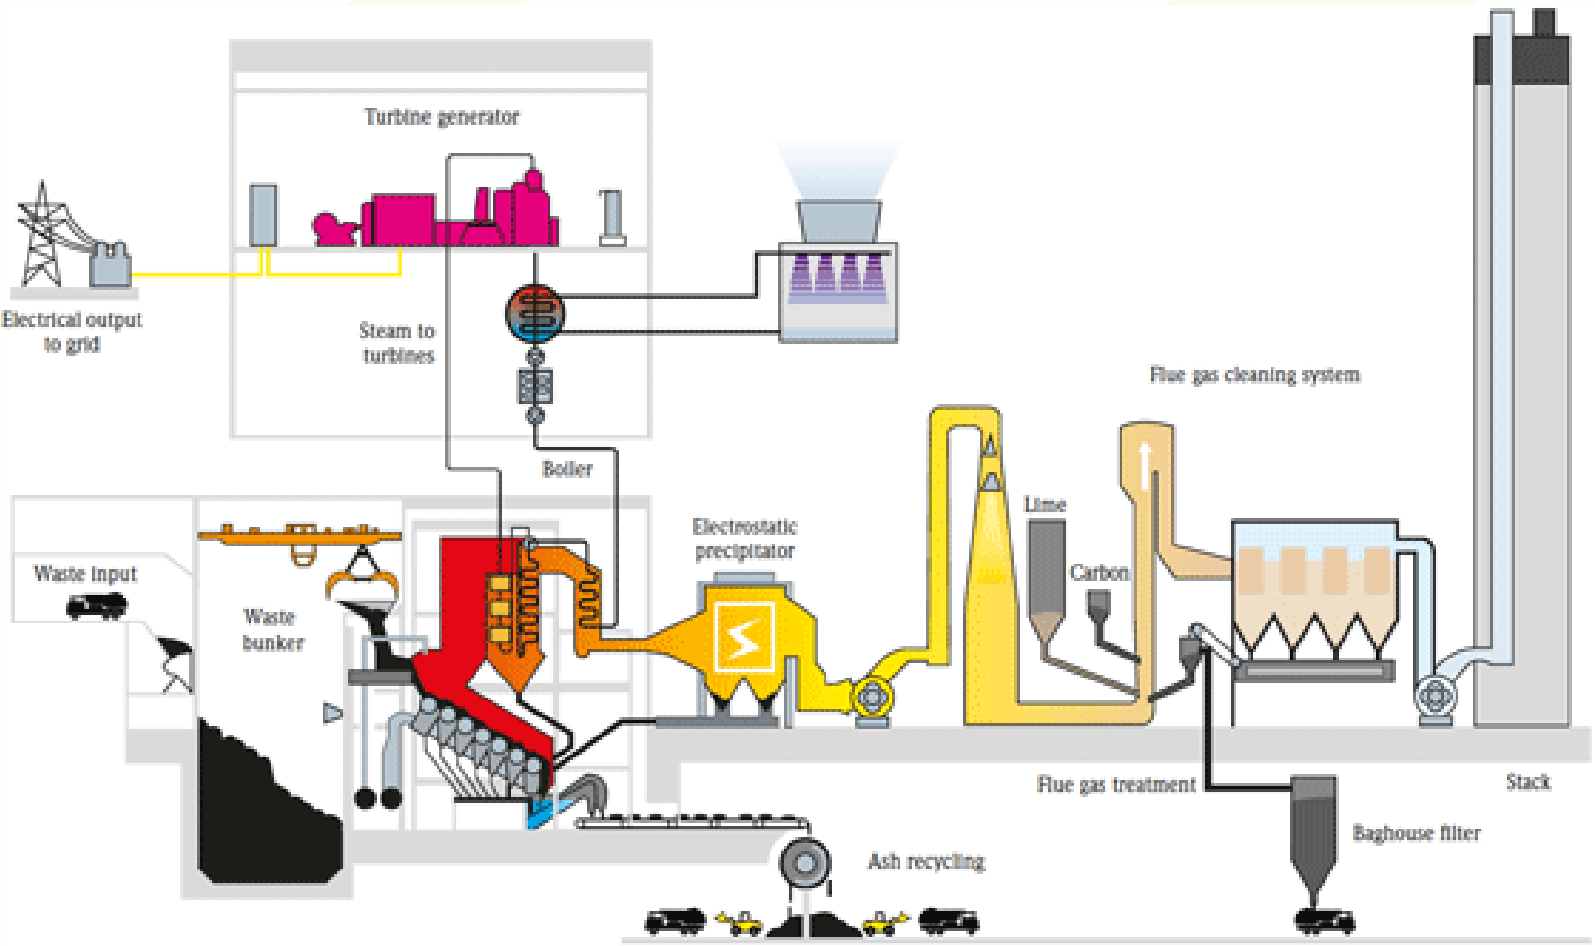 Turbine generator
Electrical output
to grid
Steam to
turbines
Flue gas cleaning system
Boiler
Electrostatic
precipitator
Lime
Carbon
Waste input
Waste
bunker
Flue gas treatment
Stack
Baghouse filter
Ash recycling